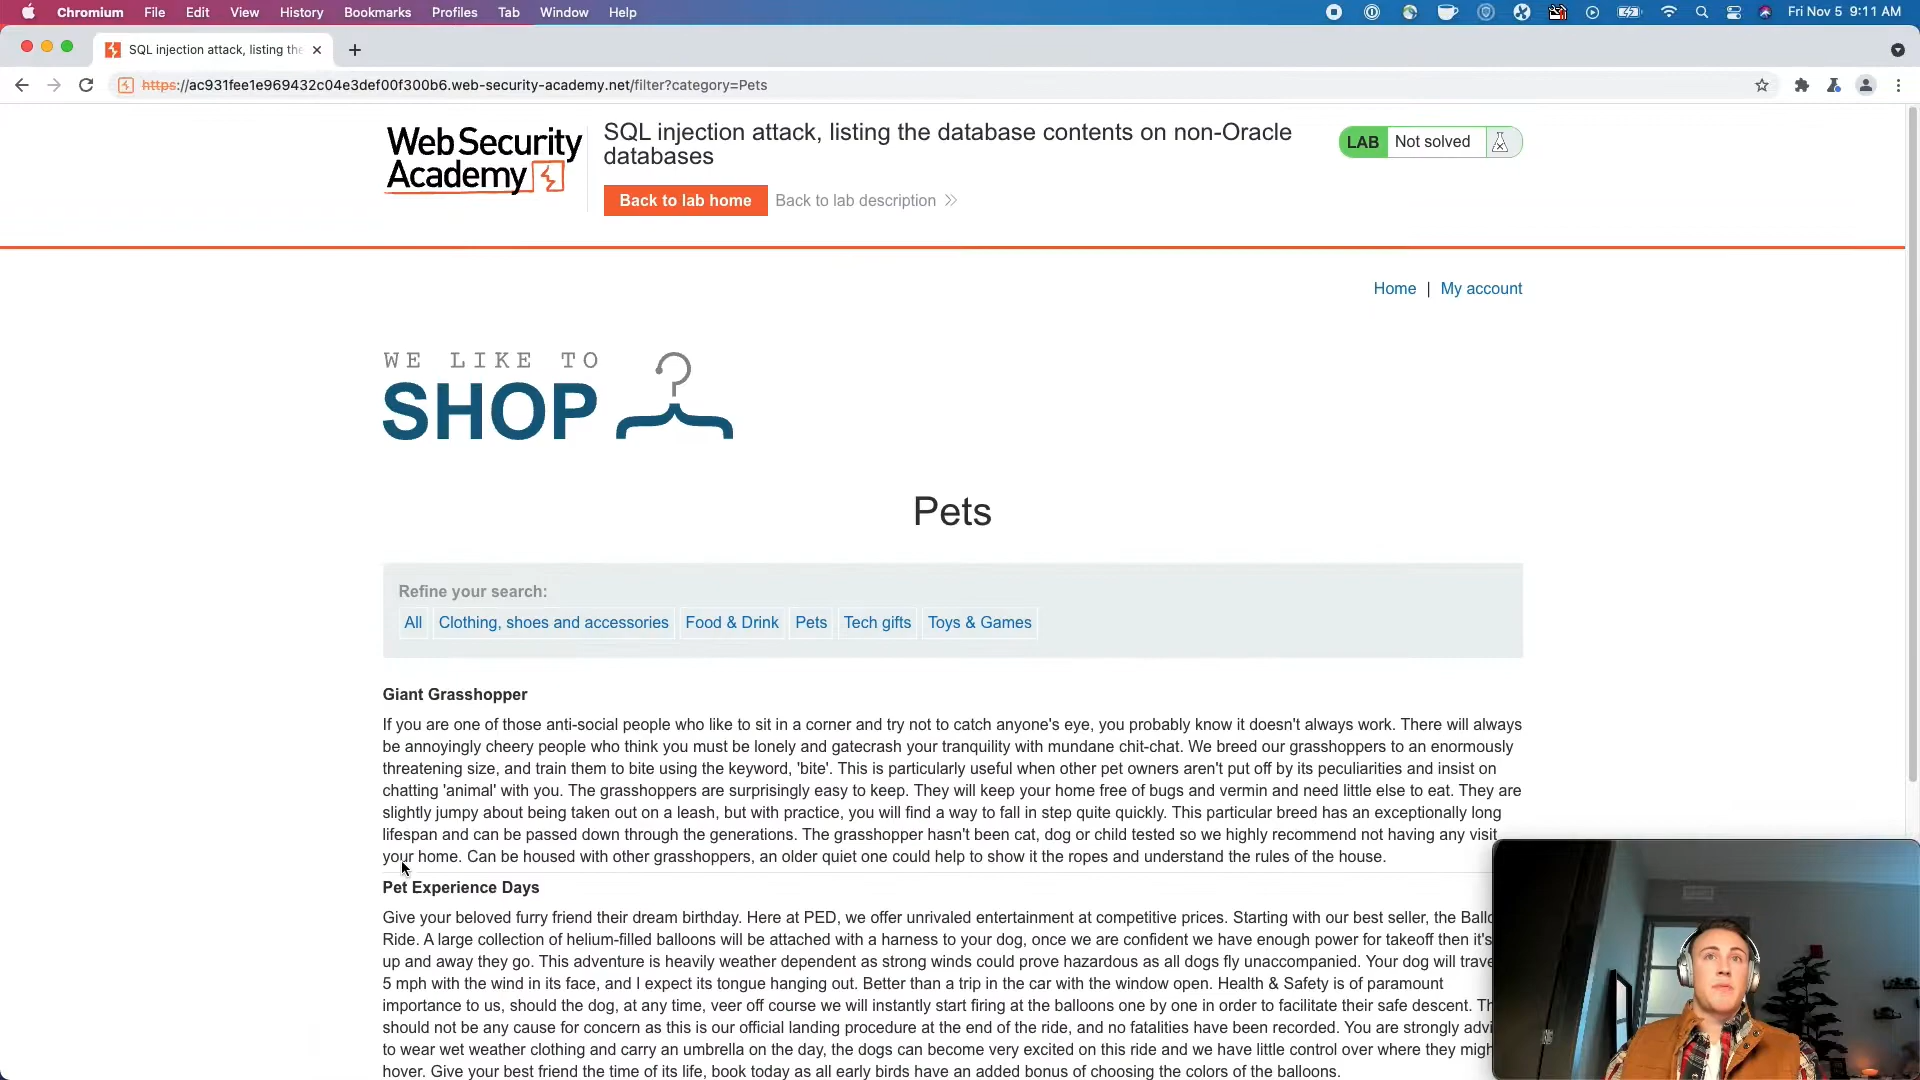 Chromium File Edit View History Bookmarks Profiles Tab Window Help Fri Nov 5 9:11 AM
SQL injection attack, listing the
https://ac931fee1e969432c04e3def00f300b6.web-security-academy.net/filter?category=Pets
Web Security
Academy
SQL injection attack, listing the database contents on non-Oracle
databases
LAB Not solved
Back to lab home Back to lab description
Home | My account
WE LIKE TO
SHOP
Pets
Refine your search:
All Clothing, shoes and accessories Food & Drink Pets Tech gifts Toys & Games
Giant Grasshopper
If you are one of those anti-social people who like to sit in a corner and try not to catch anyone's eye, you probably know it doesn't always work. There will always
be annoyingly cheery people who think you must be lonely and gatecrash your tranquility with mundane chit-chat. We breed our grasshoppers to an enormously
threatening size, and train them to bite using the keyword, 'bite'. This is particularly useful when other pet owners aren't put off by its peculiarities and insist on
chatting 'animal' with you. The grasshoppers are surprisingly easy to keep. They will keep your home free of bugs and vermin and need little else to eat. They are
slightly jumpy about being taken out on a leash, but with practice, you will find a way to fall in step quite quickly. This particular breed has an exceptionally long
lifespan and can be passed down through the generations. The grasshopper hasn't been cat, dog or child tested so we highly recommend not having any visit
your home. Can be housed with other grasshoppers, an older quiet one could help to show it the ropes and understand the rules of the house.
Pet Experience Days
Give your beloved furry friend their dream birthday. Here at PED, we offer unrivaled entertainment at competitive prices. Starting with our best seller, the
Ride. A large collection of helium-filled balloons will be attached with a harness to your dog, once we are confident we have enough power for takeoff then it's
up and away they go. This adventure is heavily weather dependent as strong winds could prove hazardous as all dogs fly unaccompanied. Your dog will
5 mph with the wind in its face, and I expect its tongue hanging out. Better than a trip in the car with the window open. Health & Safety is of paramount
importance to us, should the dog, at any time, veer off course we will instantly start firing at the balloons one by one in order to facilitate their safe descent.
should not be any cause for concern as this is our official landing procedure at the end of the ride, and no fatalities have been recorded. You are strongly
to wear wet weather clothing and carry an umbrella on the day, the dogs can become very excited on this ride and we have little control over where they
hover. Give your best friend the time of its life, book today as all early birds have an added bonus of choosing the colors of the balloons.